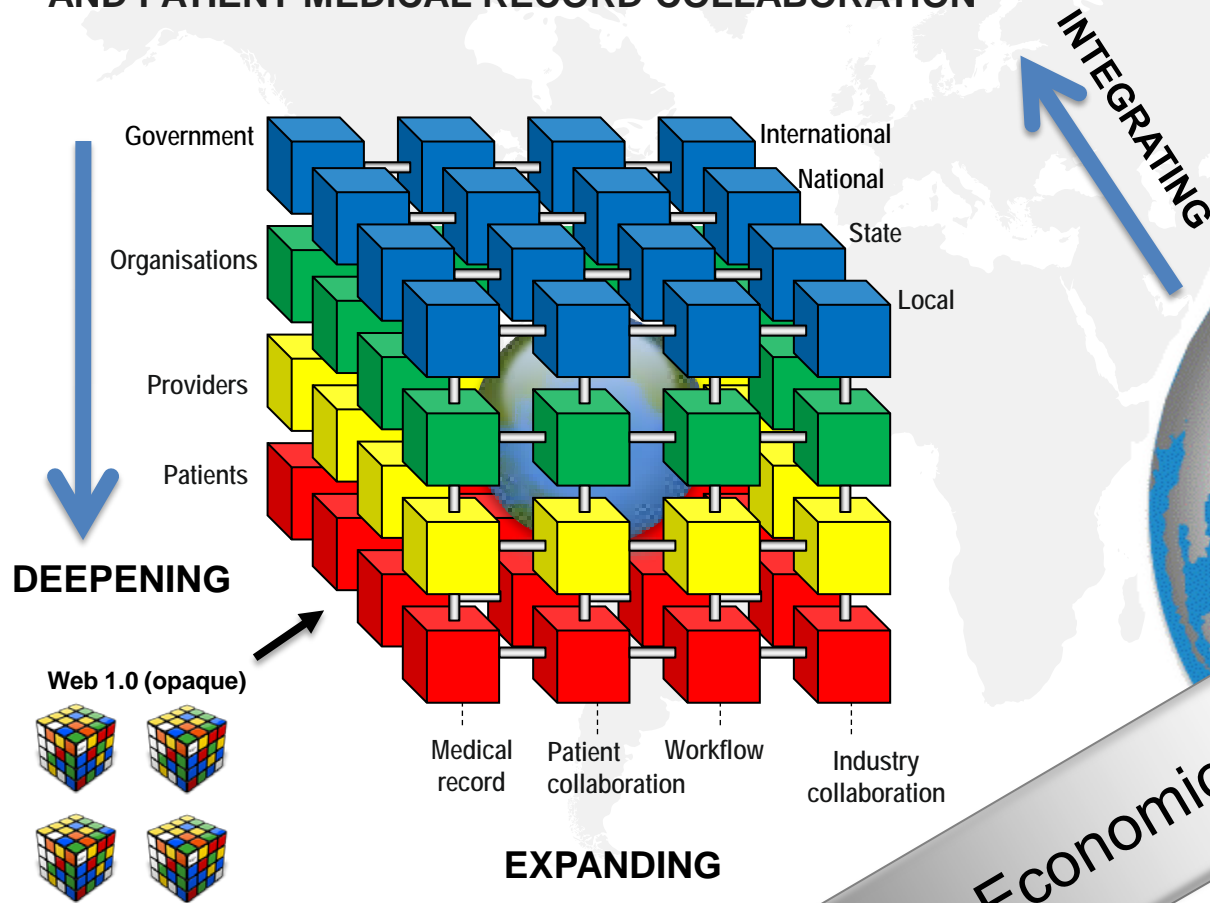 AND PATIENT MEDICAL RECORD COLLABORATION
INTEGRATING
Government
International
National
State
Organisations
Local
Providers
Patients
DEEPENING
Web 1.0 (opaque)
Medical
record
Patient
collaboration
Workflow
Industry
collaboration
EXPANDING
Economic